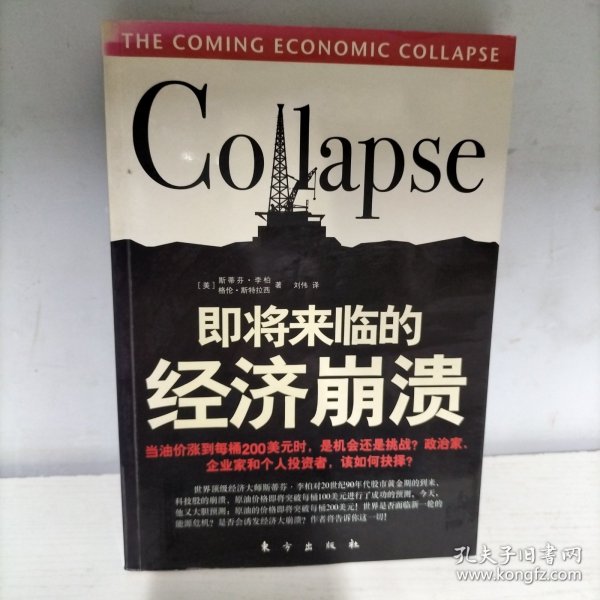 THE COMING ECONOMIC COLLAPSE
Collapse
[美] 斯蒂芬·李柏
格伦·斯特拉西 著 刘伟 译
即将来临的
经济崩溃
当油价涨到每桶200美元时，是机会还是挑战？政治家、
企业家和个人投资者，该如何抉择？
世界顶级经济大师斯蒂芬·李柏对20世纪90年代股市黄金期的到来、
科技股的崩溃、原油价格即将突破每桶100美元进行了成功的预测，今天，
他又大胆预测：原油的价格即将突破每桶200美元！世界是否面临新一轮的
能源危机？是否会诱发经济大崩溃？作者将告诉你这一切！
东方出版社
孔夫子旧书网
www.kongfz.com